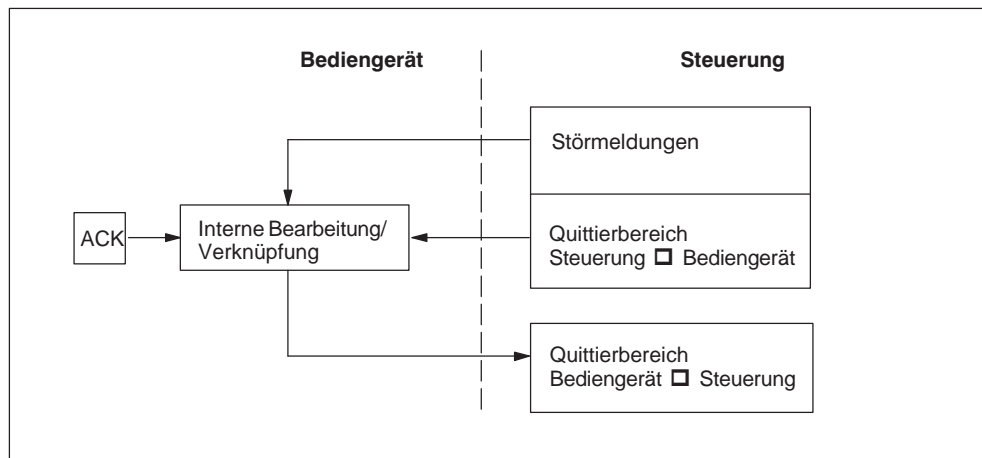 Bediengerät
Steuerung
Störmeldungen
ACK
Interne Bearbeitung/
Verknüpfung
Quittierbereich
Steuerung □ Bediengerät
Quittierbereich
Bediengerät □ Steuerung